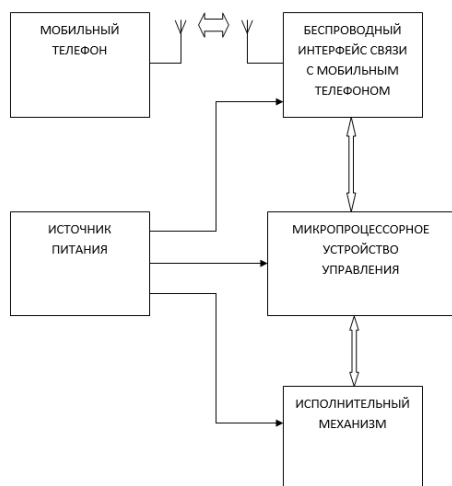 МОБИЛЬНЫЙ
ТЕЛЕФОН
БЕСПРОВОДНЫЙ
ИНТЕРФЕЙС СВЯЗИ
С МОБИЛЬНЫМ
ТЕЛЕФОНОМ
ИСТОЧНИК
ПИТАНИЯ
МИКРОПРОЦЕССОРНОЕ
УСТРОЙСТВО
УПРАВЛЕНИЯ
ИСПОЛНИТЕЛЬНЫЙ
МЕХАНИЗМ